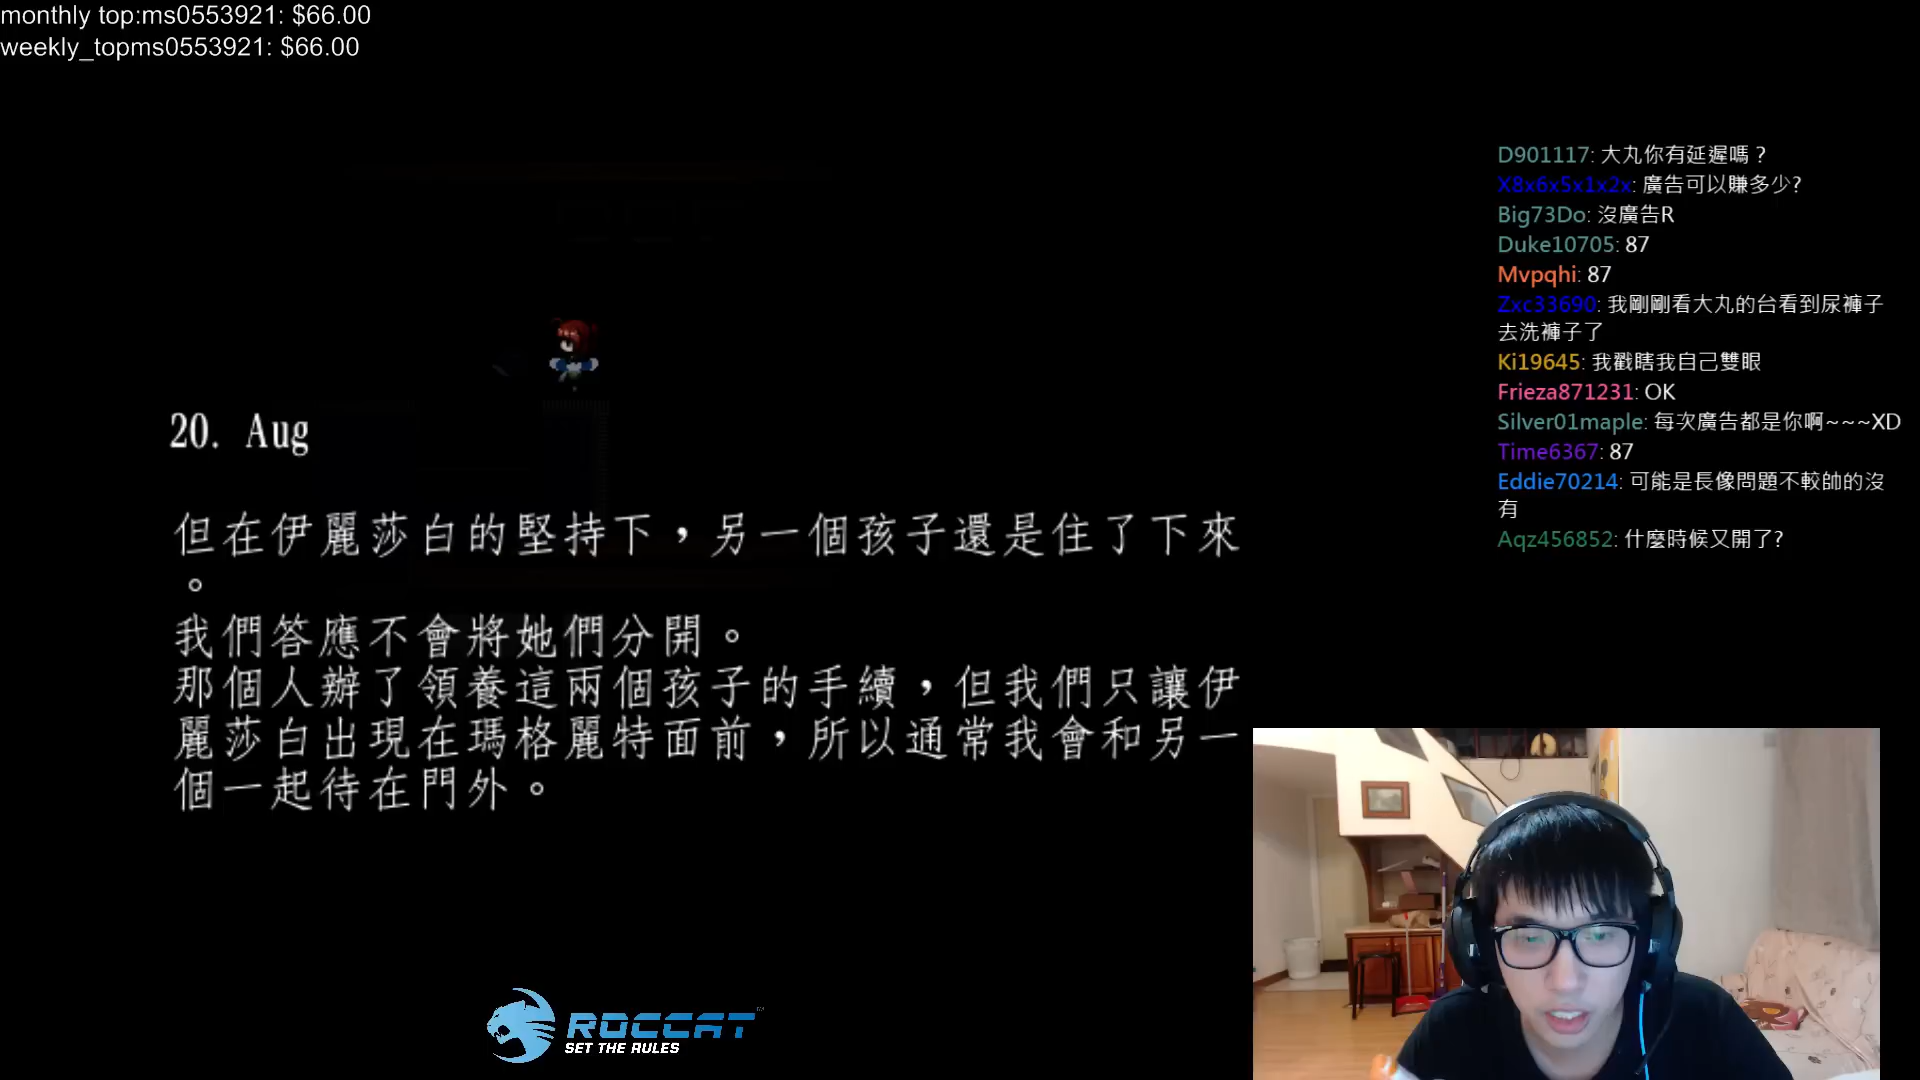 monthly top:ms0553921: $66.00
weekly_topms0553921: $66.00
D901117: 大丸你有延遲嗎？
X8x6x5x1x2x: 廣告可以賺多少?
Big73Do: 沒廣告R
Duke10705: 87
Mvpqhi: 87
Zxc33690: 我剛剛看大丸的台看到尿褲子
去洗褲子了
Ki19645: 我戳瞎我自己雙眼
Frieza871231: OK
Silver01maple: 每次廣告都是你啊~~~XD
Time6367: 87
Eddie70214: 可能是長像問題不較帥的沒
有
Aqz456852: 什麼時候又開了?
20. Aug
但在伊麗莎白的堅持下，另一個孩子還是住了下來
。
我們答應不會將她們分開。
那個人辦了領養這兩個孩子的手續，但我們只讓伊
麗莎白出現在瑪格麗特面前，所以通常我會和另一
個一起待在門外。
ROCCAT™
SET THE RULES